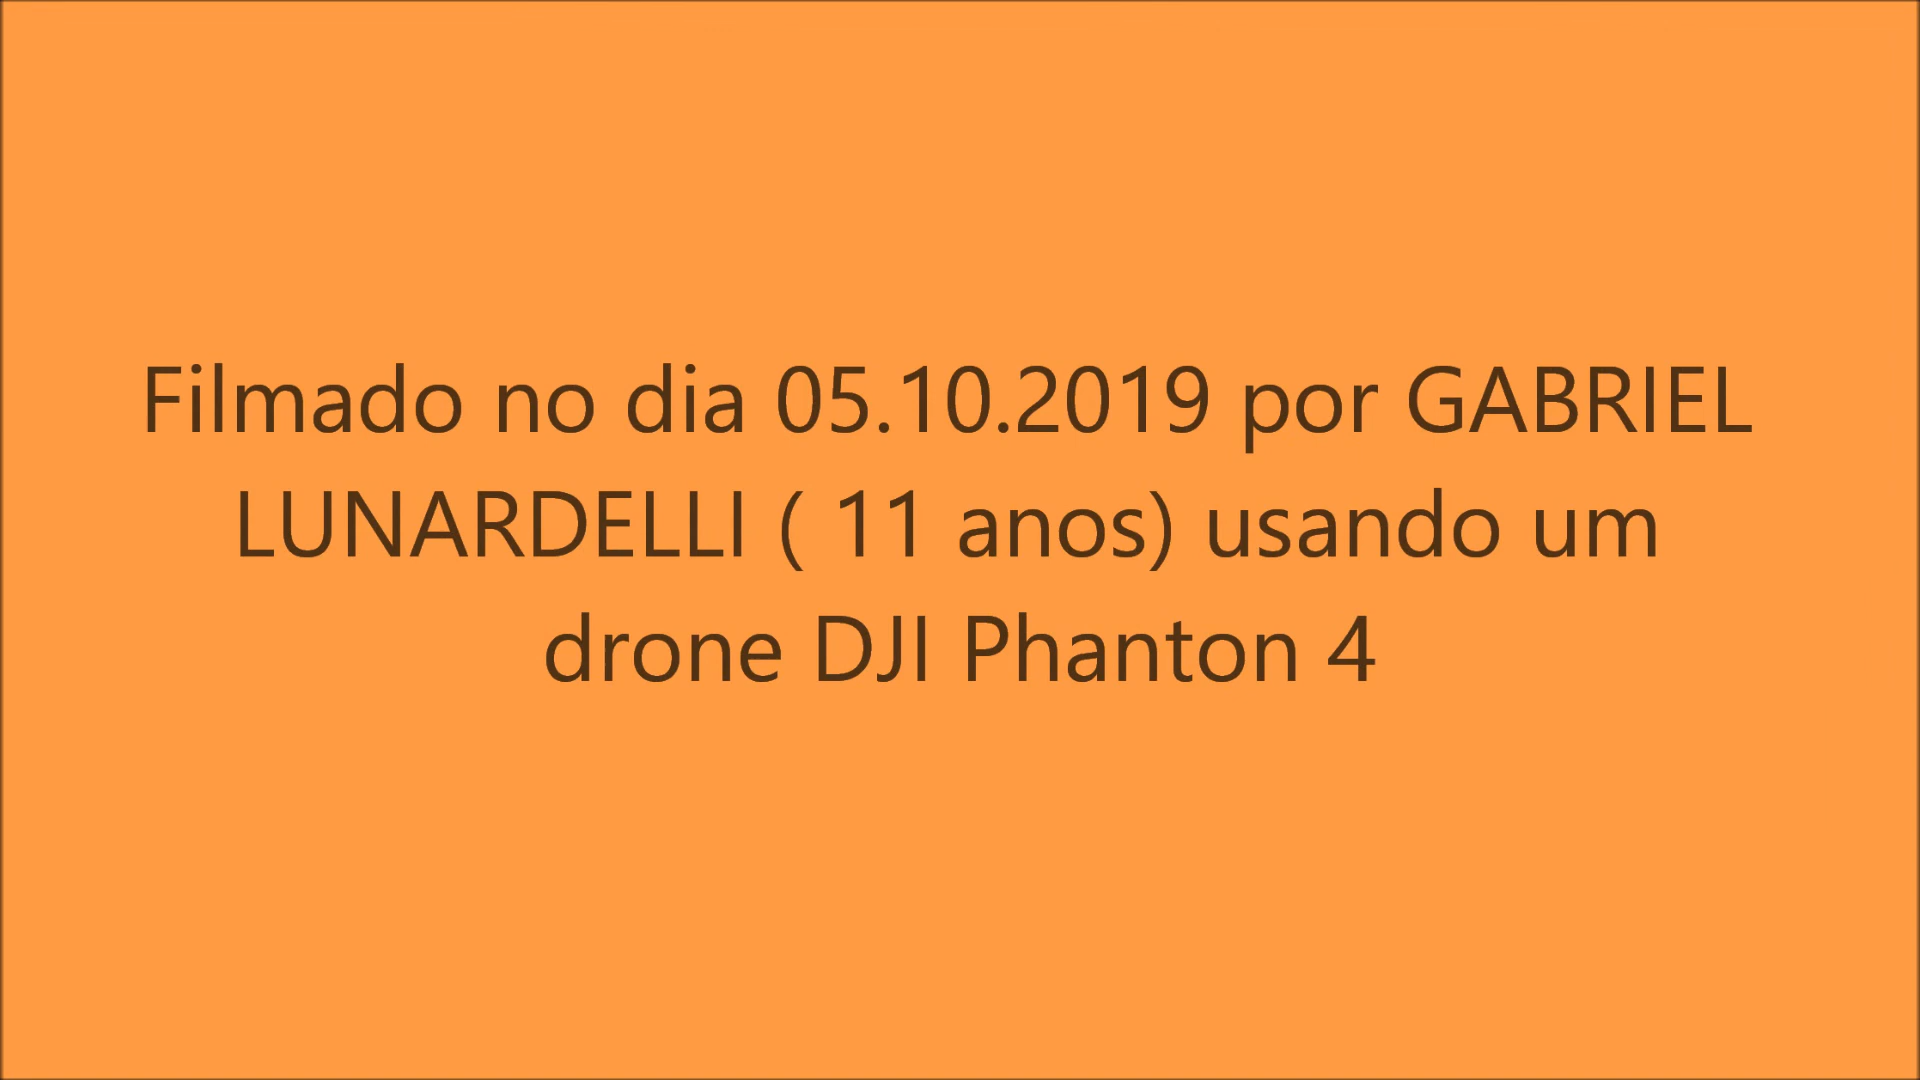 Filmado no dia 05.10.2019 por GABRIEL
LUNARDELLI ( 11 anos) usando um
drone DJI Phanton 4